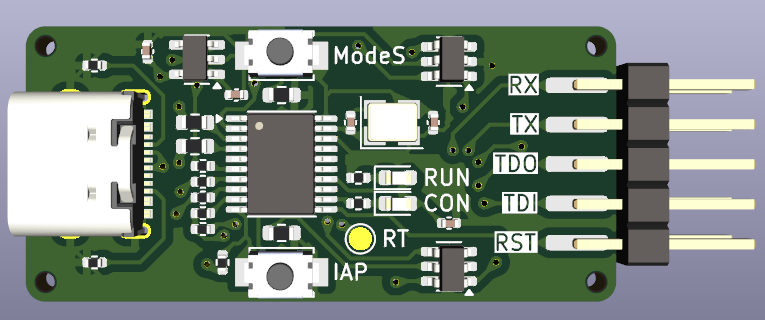 ModeS
RX
TX
TDO
RUN
TDI
CON
RT
RST
IAP